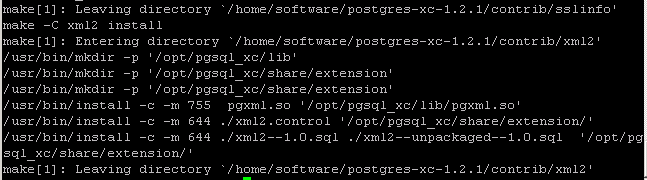 make[1]: Leaving directory `/home/software/postgres-xc-1.2.1/contrib/sslinfo'
make -C xml2 install
make[1]: Entering directory `/home/software/postgres-xc-1.2.1/contrib/xml2'
/usr/bin/mkdir -p '/opt/pgsql_xc/lib'
/usr/bin/mkdir -p '/opt/pgsql_xc/share/extension'
/usr/bin/mkdir -p '/opt/pgsql_xc/share/extension'
/usr/bin/install -c -m 755  pgxml.so '/opt/pgsql_xc/lib/pgxml.so'
/usr/bin/install -c -m 644 ./xml2.control '/opt/pgsql_xc/share/extension/'
/usr/bin/install -c -m 644 ./xml2--1.0.sql ./xml2--unpackaged--1.0.sql  '/opt/pg
sql_xc/share/extension/'
make[1]: Leaving directory `/home/software/postgres-xc-1.2.1/contrib/xml2'